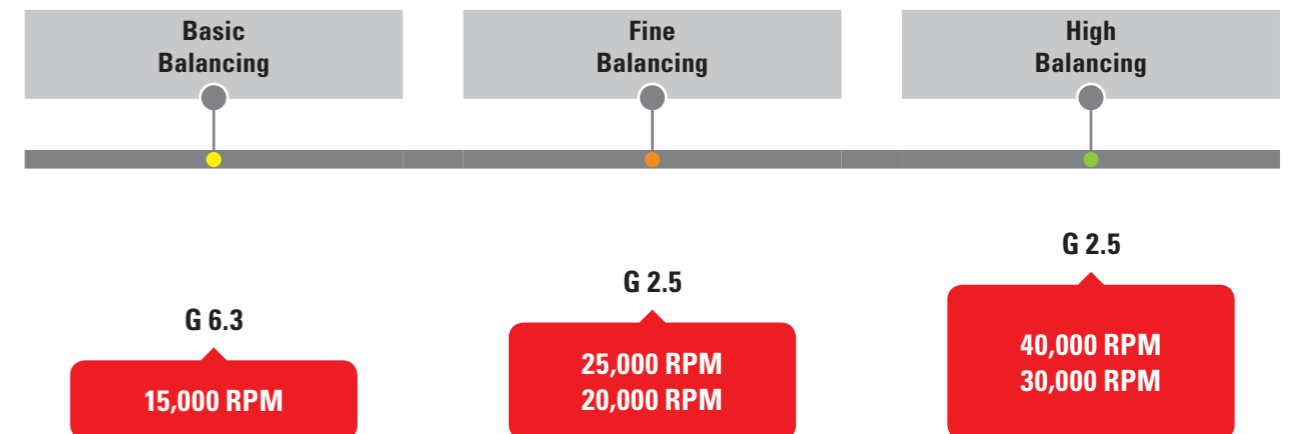 Basic
Balancing
Fine
Balancing
High
Balancing
G 6.3
15,000 RPM
G 2.5
25,000 RPM
20,000 RPM
G 2.5
40,000 RPM
30,000 RPM